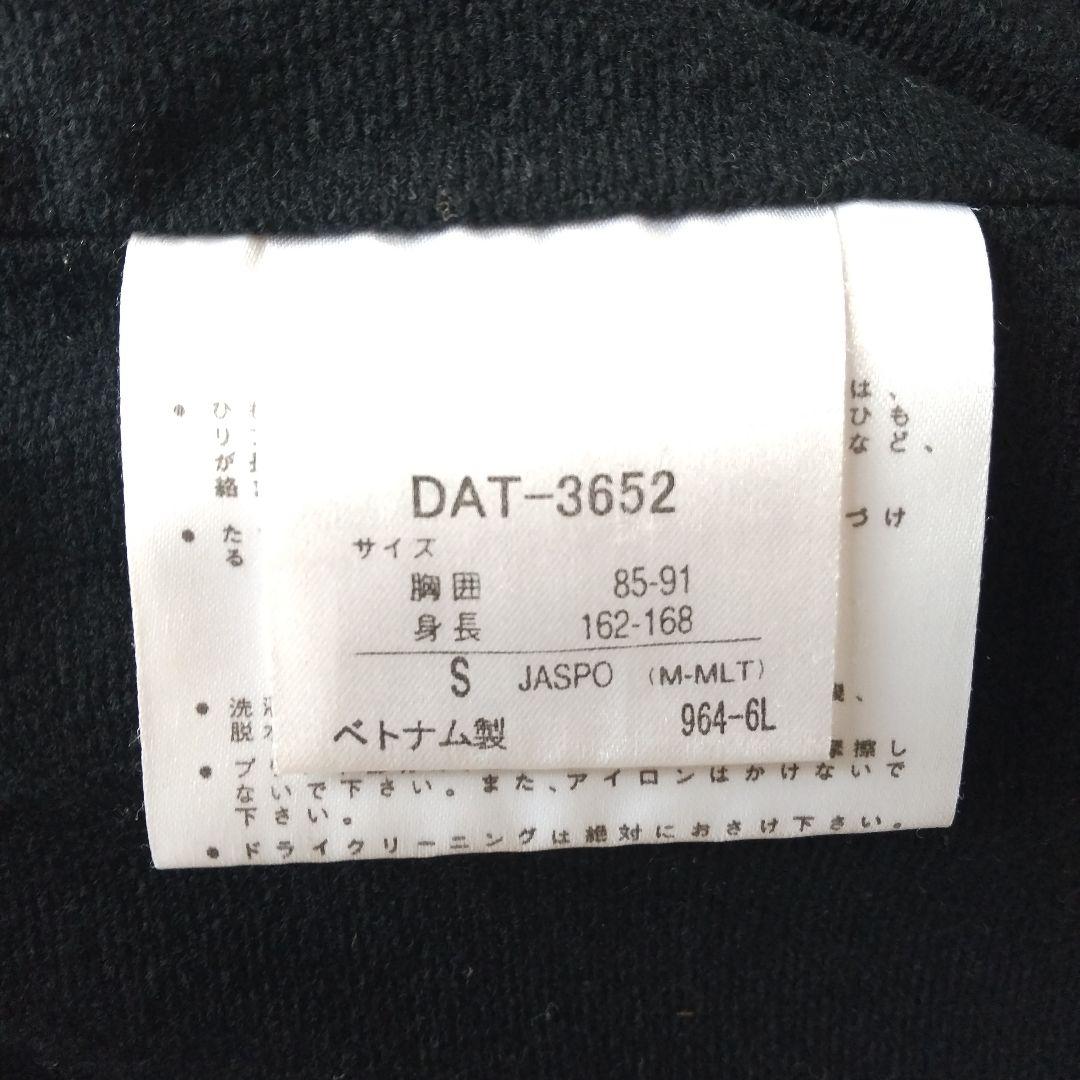 DAT-3652
サイズ
胸囲 85-91
身長 162-168
S JASPO (M-MLT)
ベトナム製 964-6L
は、
ひ ひも
り など、
が
絡
た づけ
る
洗
脱
プ 摩擦し
ないで下さい。また、アイロンはかけないで
下さい。
ドライクリーニングは絶対におさけ下さい。